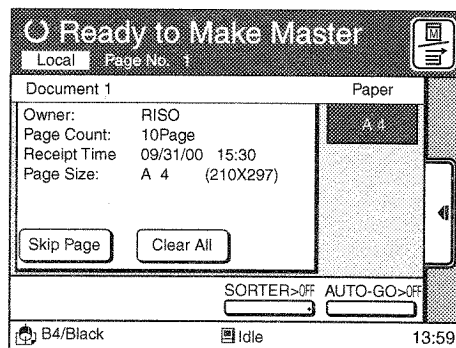 Ready to Make Master
Local Page No. 1
Document 1 Paper
Owner: RISO
Page Count: 10Page
Receipt Time 09/31/00 15:30
Page Size: A 4 (210X297)
A 4
Skip Page Clear All
SORTER>OFF AUTO-GO>OFF
B4/Black Idle 13:59
M